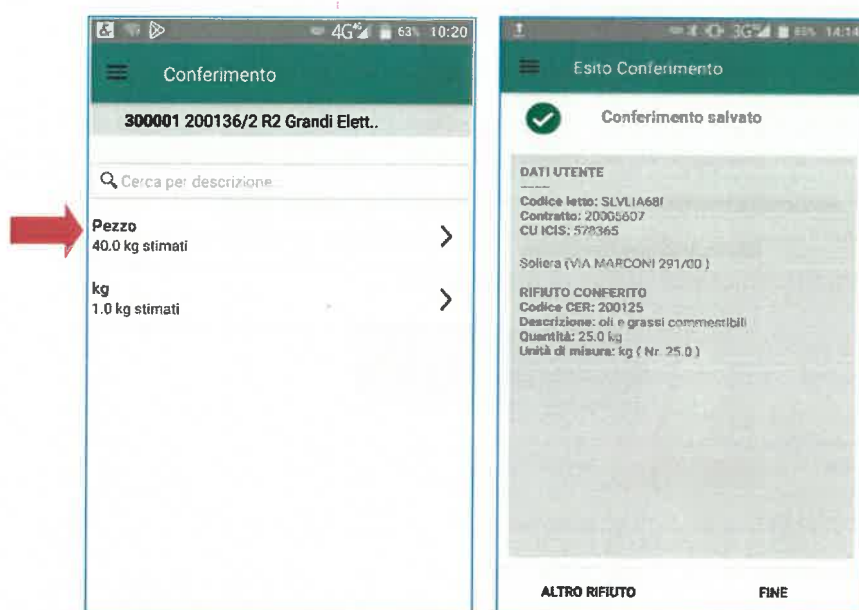 4G 63% 10:20
Conferimento
300001 200136/2 R2 Grandi Elett..
Cerca per descrizione...
Pezzo
40.0 kg stimati
kg
1.0 kg stimati
3G 14:14
Esito Conferimento
Conferimento salvato
DATI UTENTE
----
Codice letto: SLVLIA68
Contratto: 20005607
CU ICIS: 578365
Soliera (VIA MARCONI 291/00 )
RIFIUTO CONFERITO
Codice CER: 200125
Descrizione: oli e grassi commestibili
Quantità: 25.0 kg
Unità di misura: kg ( Nr. 25.0 )
ALTRO RIFIUTO FINE